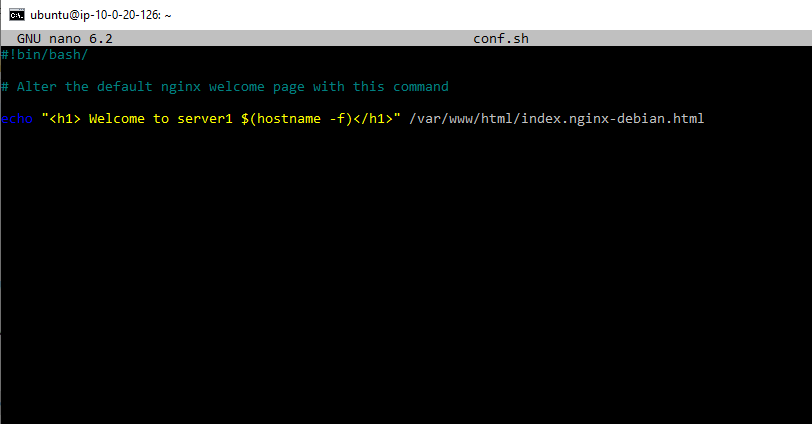 ubuntu@ip-10-0-20-126: ~
GNU nano 6.2 conf.sh
#!bin/bash/
# Alter the default nginx welcome page with this command
echo "<h1> Welcome to server1 $(hostname -f)</h1>" /var/www/html/index.nginx-debian.html